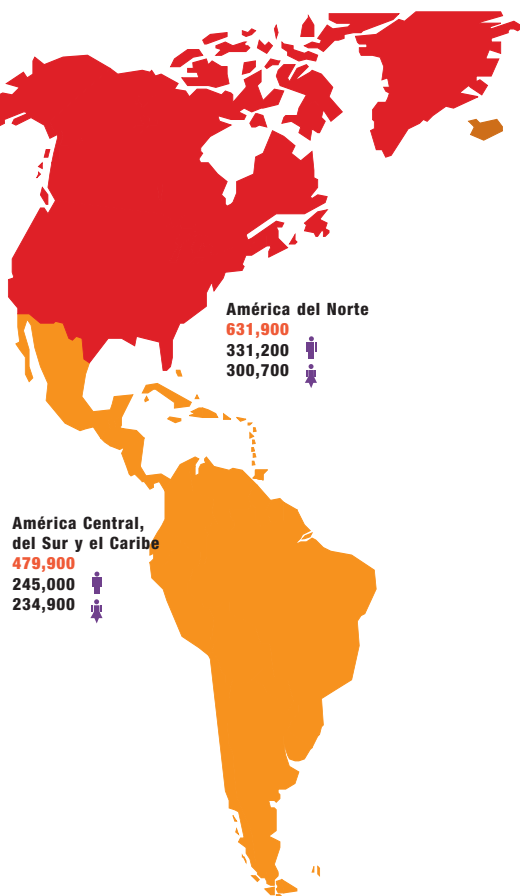 América del Norte
631,900
331,200
300,700
América Central,
del Sur y el Caribe
479,900
245,000
234,900